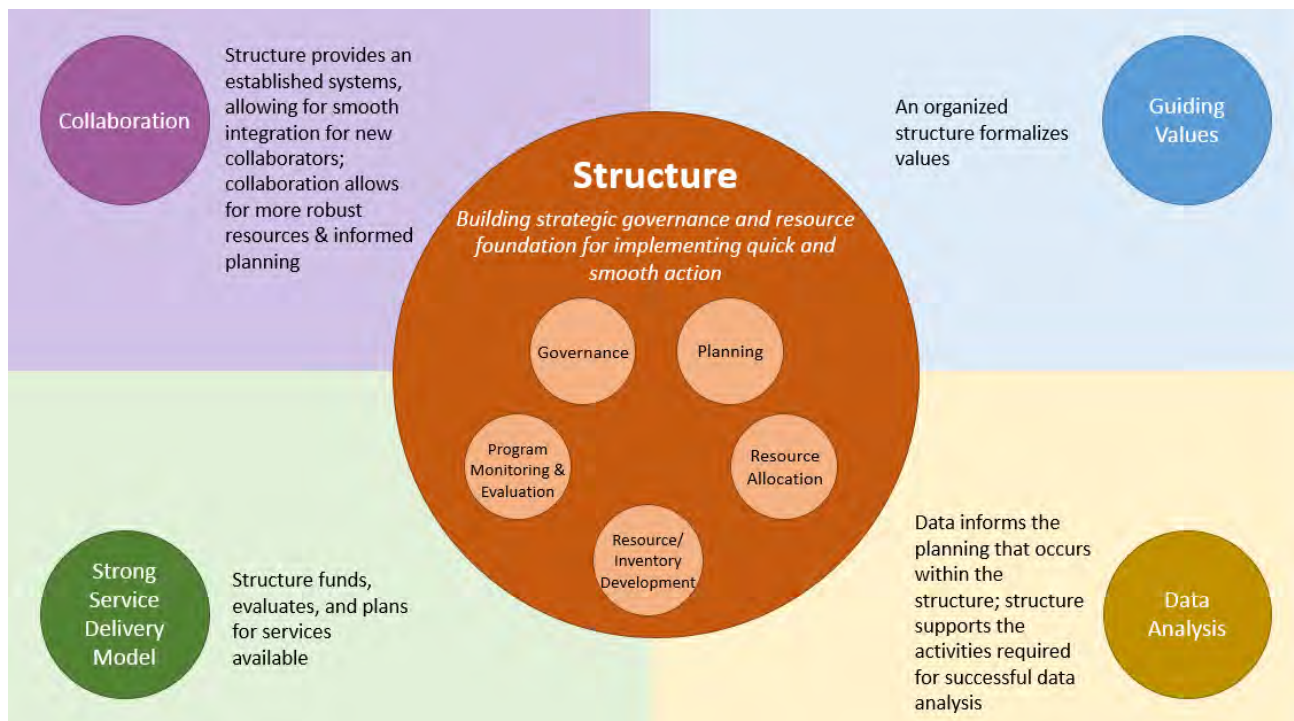 Collaboration
Structure provides an
established systems,
allowing for smooth
integration for new
collaborators;
collaboration allows
for more robust
resources & informed
planning
An organized
structure formalizes
values
Guiding
Values
Structure
Building strategic governance and resource
foundation for implementing quick and
smooth action
Governance
Planning
Program
Monitoring &
Evaluation
Resource
Allocation
Resource/
Inventory
Development
Strong
Service
Delivery
Model
Structure funds,
evaluates, and plans
for services
available
Data informs the
planning that occurs
within the
structure; structure
supports the
activities required
for successful data
analysis
Data
Analysis